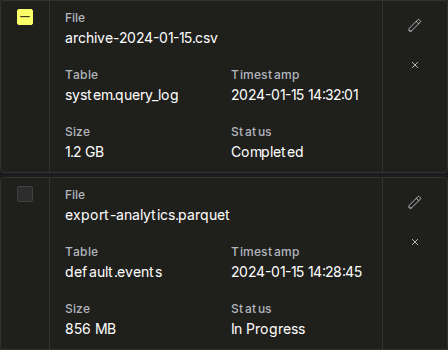 File
archive-2024-01-15.csv
Table Timestamp
system.query_log 2024-01-15 14:32:01
Size Status
1.2 GB Completed
File
export-analytics.parquet
Table Timestamp
default.events 2024-01-15 14:28:45
Size Status
856 MB In Progress